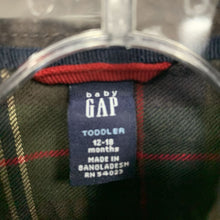 baby
GAP
TODDLER
12-18
months
MADE IN
BANGLADESH
RN 54023